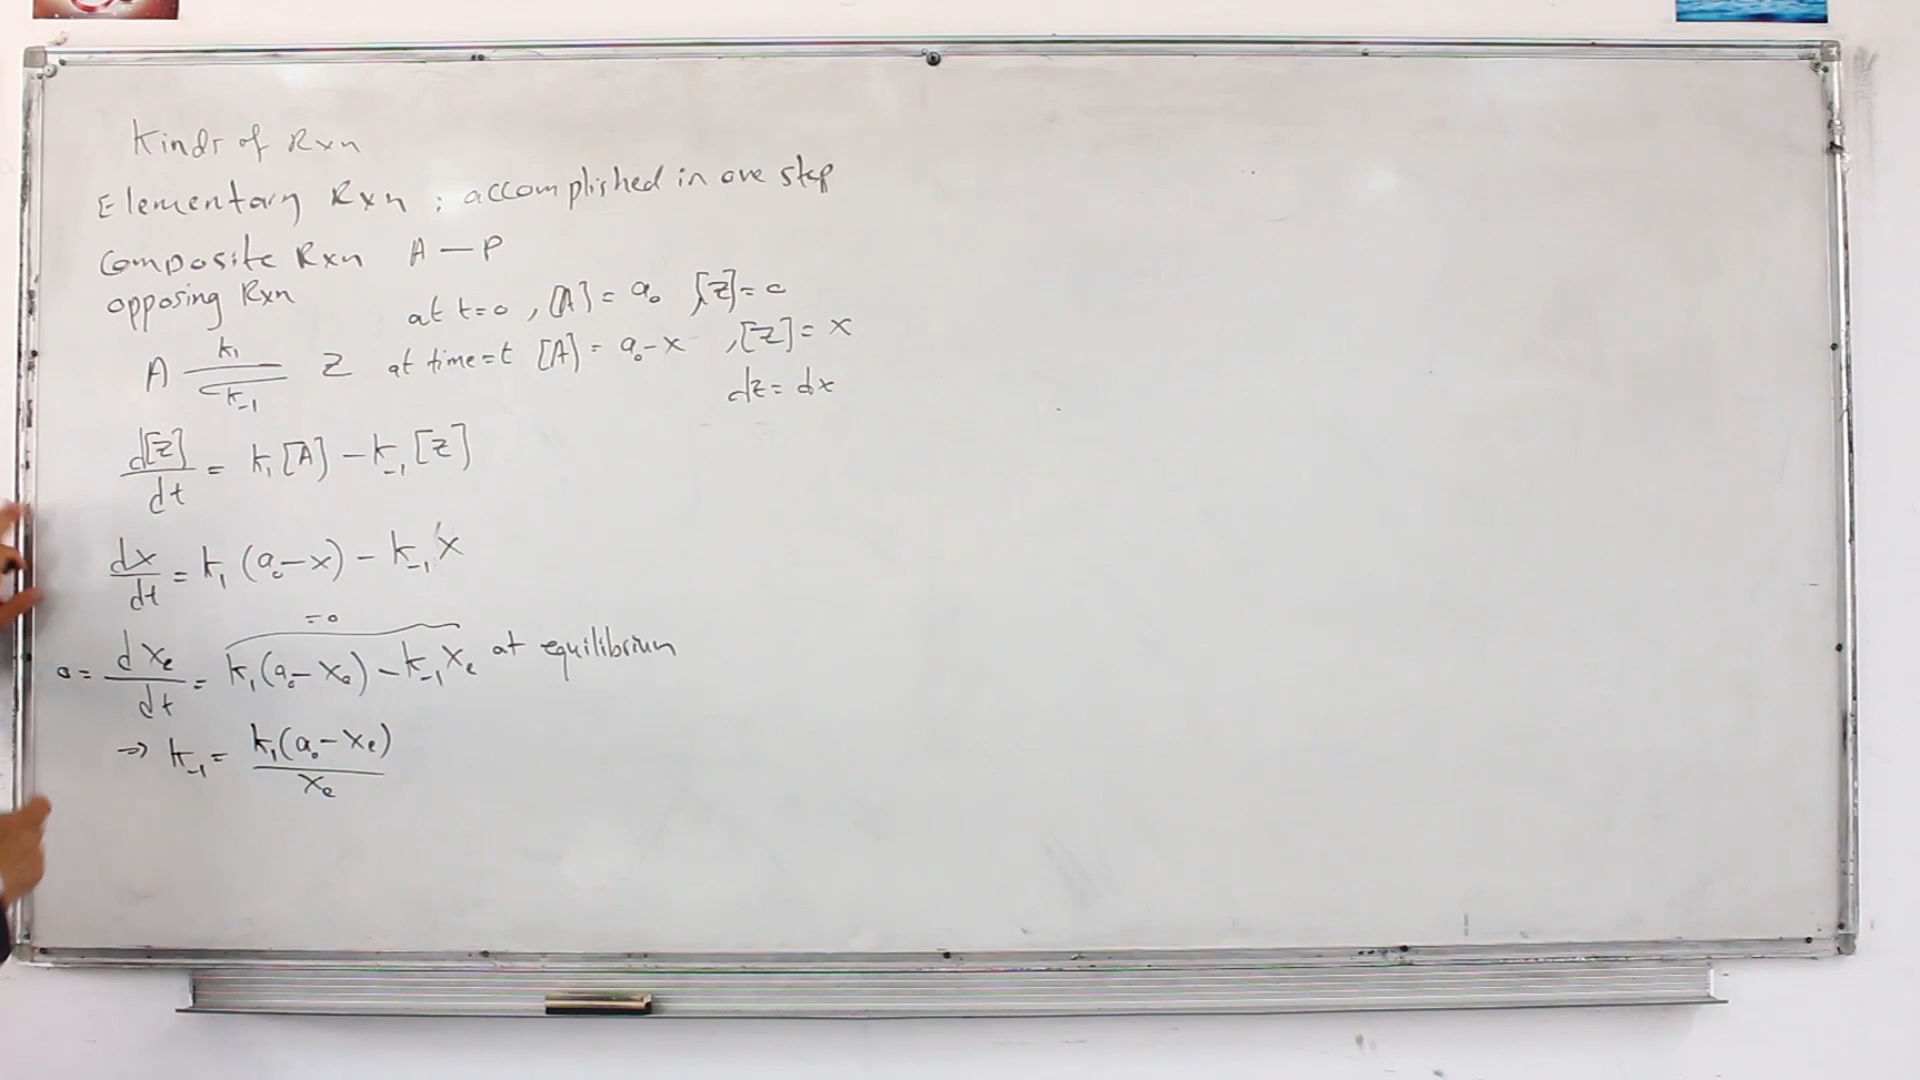 Kinds of Rxn
Elementary Rxn : accomplished in one step
Composite Rxn A — P
opposing Rxn
at t=0 , [A] = a₀ , [Z] = 0
A k₁ / k₋₁ Z at time = t [A] = a₀ - x , [Z] = x
dz = dx
d[Z]/dt = k₁[A] - k₋₁[Z]
dx/dt = k₁(a₀-x) - k₋₁x
=0
0 = dxₑ/dt = k₁(a₀-xₑ) - k₋₁xₑ at equilibrium
⇒ k₋₁ = k₁(a₀-xₑ)/xₑ